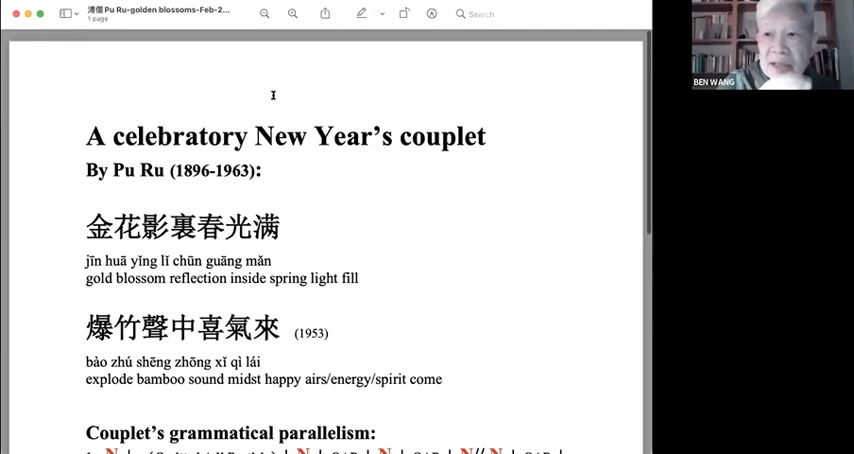 溥儒Pu Ru-golden blossoms-Feb-2...
1 page
Search
BEN WANG
A celebratory New Year's couplet
By Pu Ru (1896-1963):
金花影裏春光满
jīn huā yǐng lǐ chūn guāng mǎn
gold blossom reflection inside spring light fill
爆竹聲中喜氣來 (1953)
bào zhú shēng zhōng xǐ qì lái
explode bamboo sound midst happy airs/energy/spirit come
Couplet's grammatical parallelism: